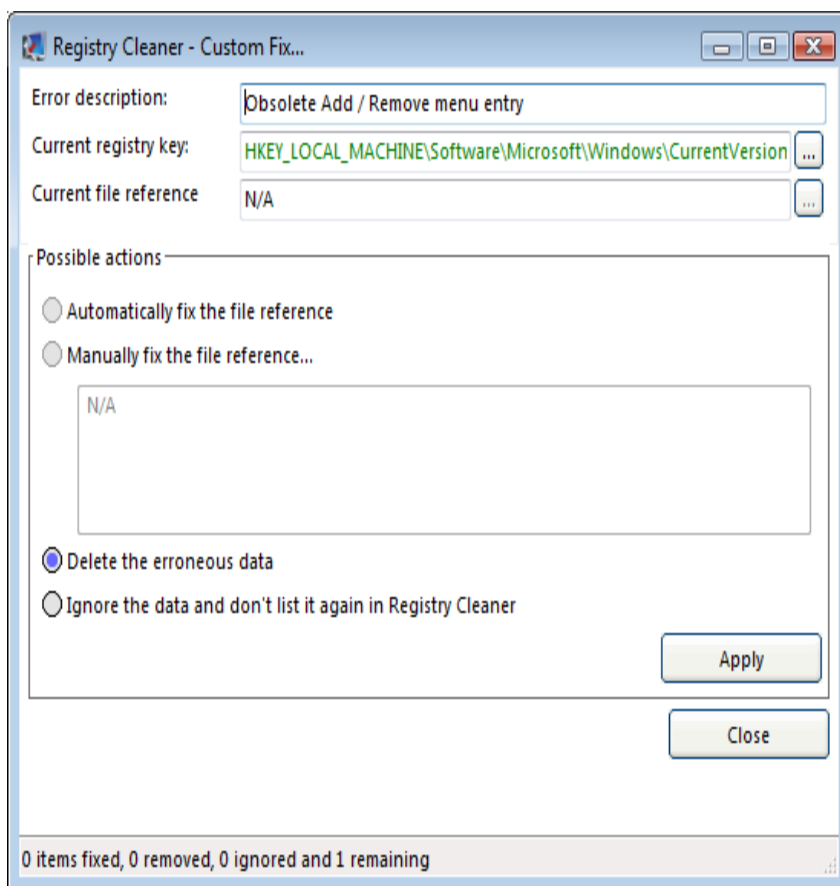 Registry Cleaner - Custom Fix...
Error description: Obsolete Add / Remove menu entry
Current registry key: HKEY_LOCAL_MACHINE\Software\Microsoft\Windows\CurrentVersion ...
Current file reference N/A ...
Possible actions
Automatically fix the file reference
Manually fix the file reference...
N/A
Delete the erroneous data
Ignore the data and don't list it again in Registry Cleaner
Apply
Close
0 items fixed, 0 removed, 0 ignored and 1 remaining